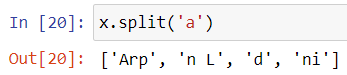 In [20]: x.split('a')
Out[20]: ['Arp', 'n L', 'd', 'ni']